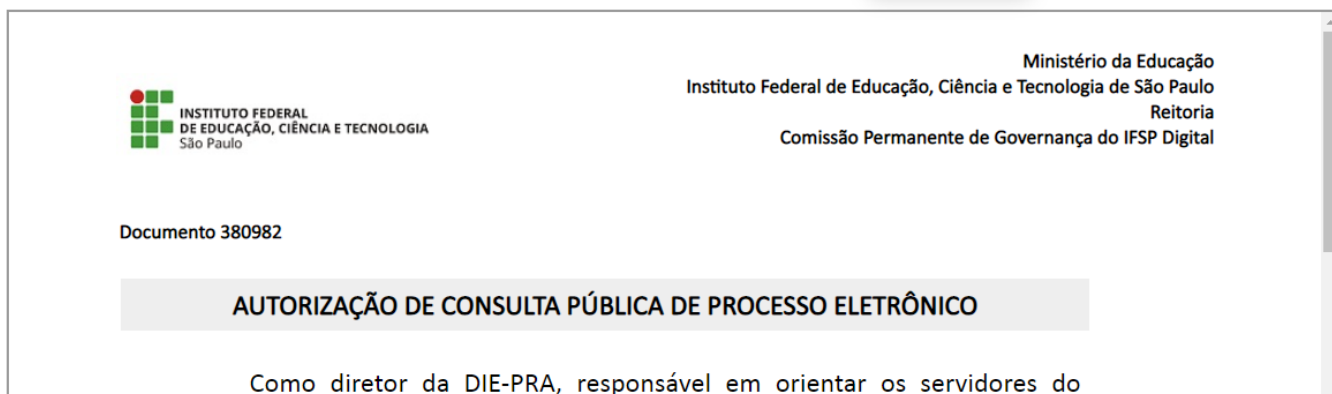 Ministério da Educação
Instituto Federal de Educação, Ciência e Tecnologia de São Paulo
Reitoria
Comissão Permanente de Governança do IFSP Digital
INSTITUTO FEDERAL
DE EDUCAÇÃO, CIÊNCIA E TECNOLOGIA
São Paulo
Documento 380982
AUTORIZAÇÃO DE CONSULTA PÚBLICA DE PROCESSO ELETRÔNICO
Como diretor da DIE-PRA, responsável em orientar os servidores do